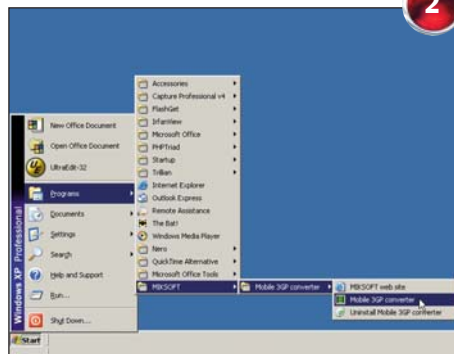 2
Accessories
Capture Professional v4
FlashGet
IrfanView
Microsoft Office
PHPTriad
Startup
Trillian
Internet Explorer
Outlook Express
Remote Assistance
The Bat!
Windows Media Player
Nero
QuickTime Alternative
Microsoft Office Tools
MIKSOFT
New Office Document
Open Office Document
UltraEdit-32
Programs
Documents
Settings
Search
Help and Support
Run...
Shut Down...
Windows XP Professional
Mobile 3GP converter
MIKSOFT web site
Mobile 3GP converter
Uninstall Mobile 3GP converter
Start